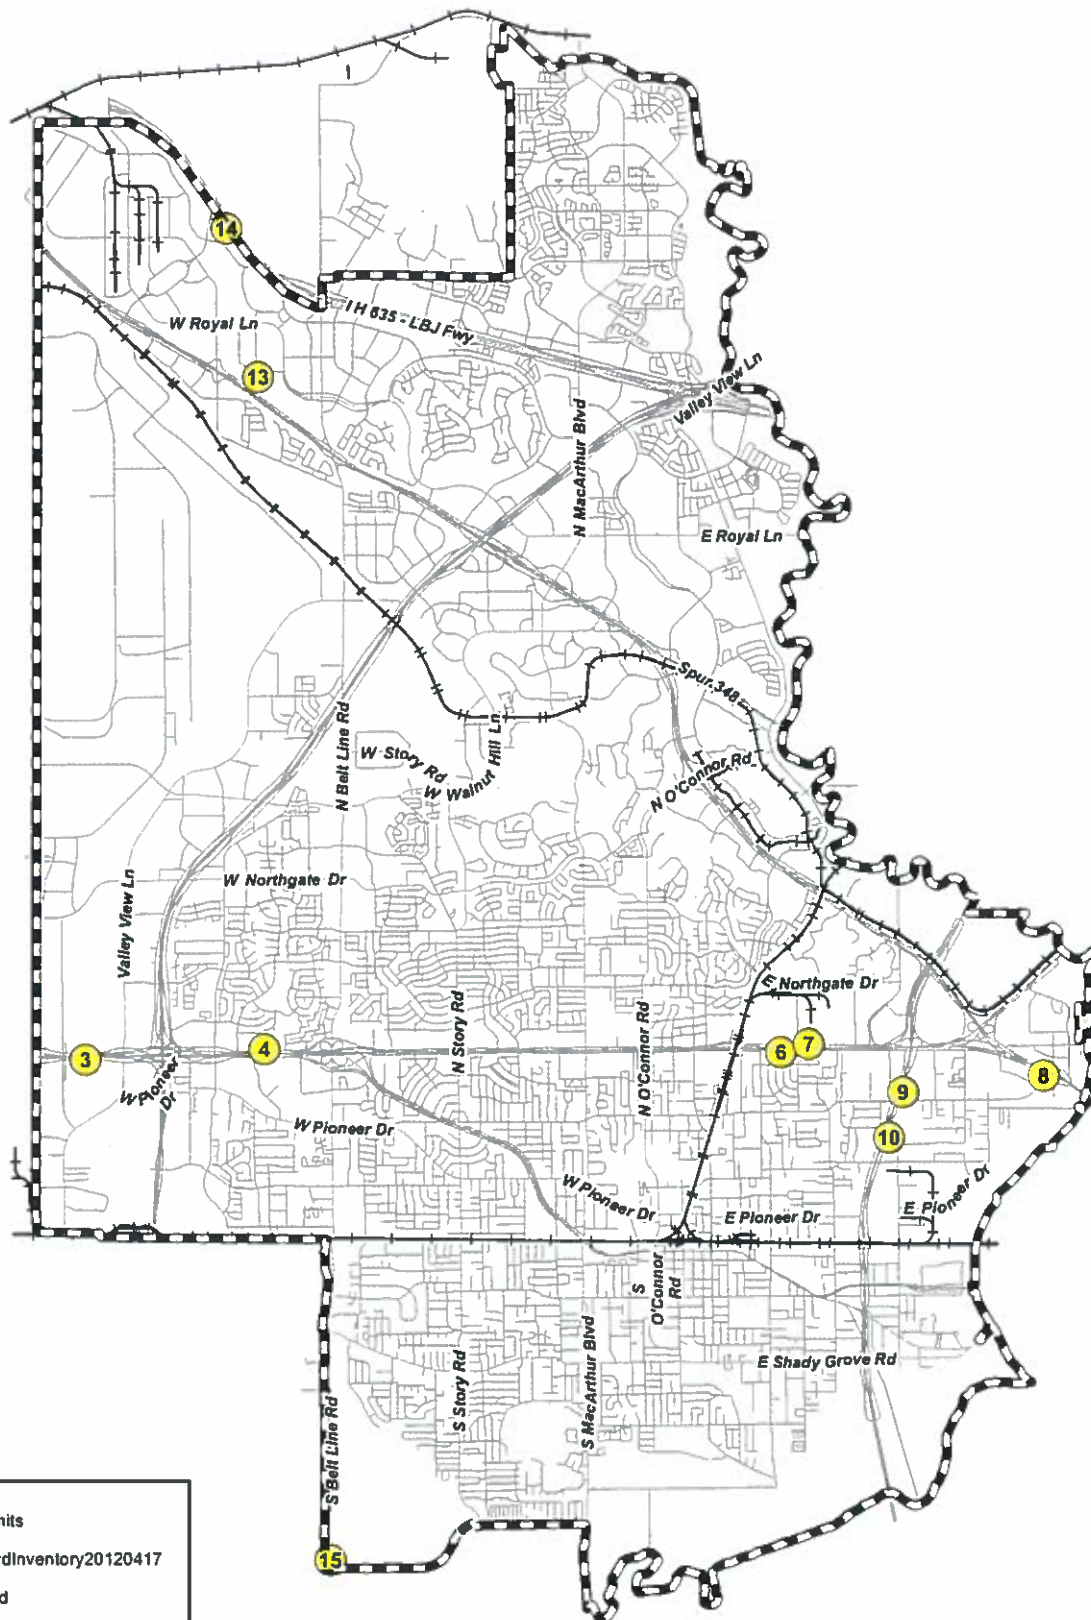 14
W Royal Ln
I H 635 - LBJ Fwy
13
Valley View Ln
N MacArthur Blvd
E Royal Ln
Spur 348
N Belt Line Rd
W Story Rd
W Walnut Hill Ln
N O'Connor Rd
W Northgate Dr
Valley View Ln
E Northgate Dr
N Story Rd
N O'Connor Rd
3
4
6
7
8
9
10
W Pioneer
Dr
W Pioneer Dr
W Pioneer Dr
E Pioneer Dr
E Pioneer Dr
S
O'Connor
Rd
E Shady Grove Rd
S Story Rd
S MacArthur Blvd
S Belt Line Rd
15
nits
rdInventory20120417
d